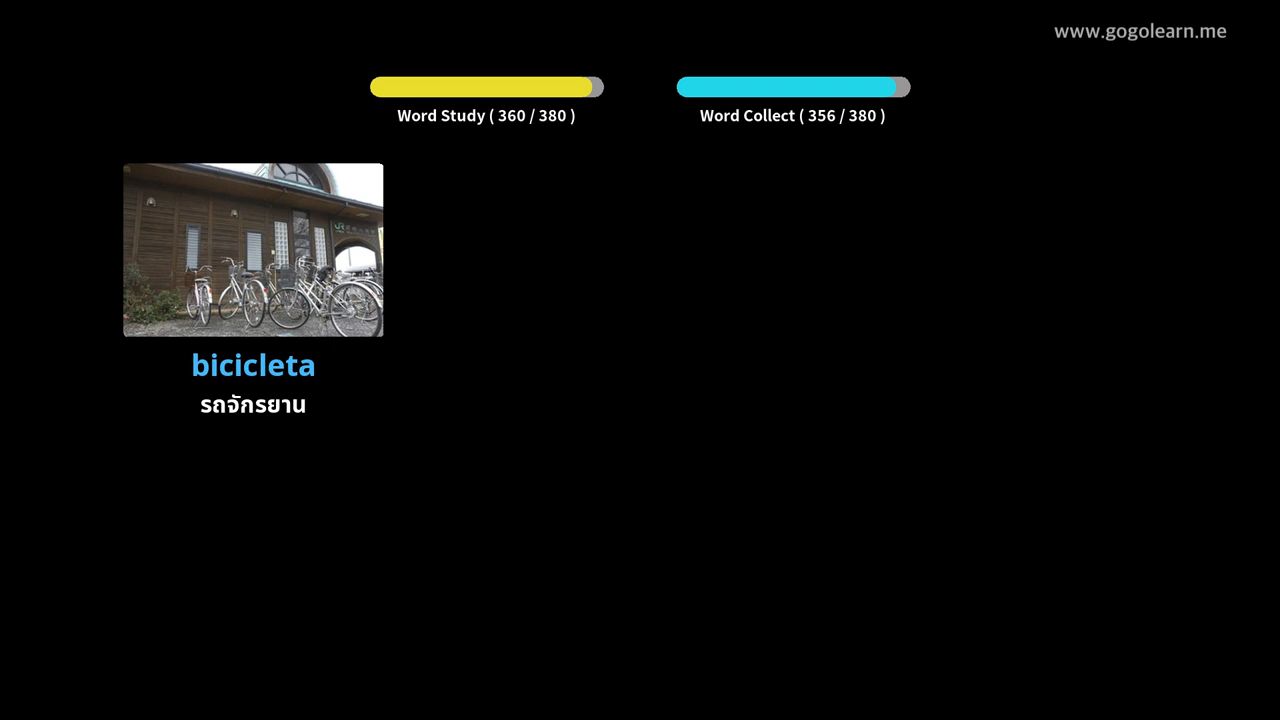 www.gogolearn.me
Word Study ( 360 / 380 )
Word Collect ( 356 / 380 )
JR
bicicleta
รถจักรยาน